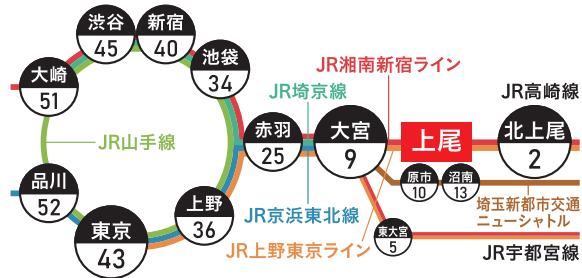 渋谷
45
新宿
40
池袋
34
大崎
51
JR山手線
品川
52
東京
43
上野
36
赤羽
25
JR湘南新宿ライン
JR埼京線
JR京浜東北線
JR上野東京ライン
大宮
9
上尾
JR高崎線
北上尾
2
原市
10
沼南
13
埼玉新都市交通
ニューシャトル
東大宮
5
JR宇都宮線